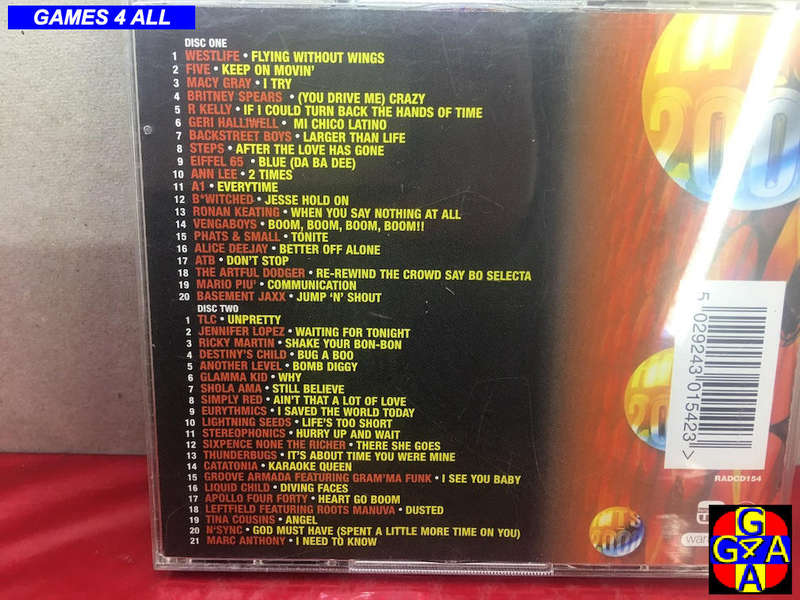 GAMES 4 ALL
DISC ONE
1 WESTLIFE • FLYING WITHOUT WINGS
2 FIVE • KEEP ON MOVIN'
3 MACY GRAY • I TRY
4 BRITNEY SPEARS • (YOU DRIVE ME) CRAZY
5 R KELLY • IF I COULD TURN BACK THE HANDS OF TIME
6 GERI HALLIWELL • MI CHICO LATINO
7 BACKSTREET BOYS • LARGER THAN LIFE
8 STEPS • AFTER THE LOVE HAS GONE
9 EIFFEL 65 • BLUE (DA BA DEE)
10 ANN LEE • 2 TIMES
11 A1 • EVERYTIME
12 B*WITCHED • JESSE HOLD ON
13 RONAN KEATING • WHEN YOU SAY NOTHING AT ALL
14 VENGABOYS • BOOM, BOOM, BOOM, BOOM!!
15 PHATS & SMALL • TONITE
16 ALICE DEEJAY • BETTER OFF ALONE
17 ATB • DON'T STOP
18 THE ARTFUL DODGER • RE-REWIND THE CROWD SAY BO SELECTA
19 MARIO PIU' • COMMUNICATION
20 BASEMENT JAXX • JUMP 'N' SHOUT
DISC TWO
1 TLC • UNPRETTY
2 JENNIFER LOPEZ • WAITING FOR TONIGHT
3 RICKY MARTIN • SHAKE YOUR BON-BON
4 DESTINY'S CHILD • BUG A BOO
5 ANOTHER LEVEL • BOMB DIGGY
6 GLAMMA KID • WHY
7 SHOLA AMA • STILL BELIEVE
8 SIMPLY RED • AIN'T THAT A LOT OF LOVE
9 EURYTHMICS • I SAVED THE WORLD TODAY
10 LIGHTNING SEEDS • LIFE'S TOO SHORT
11 STEREOPHONICS • HURRY UP AND WAIT
12 SIXPENCE NONE THE RICHER • THERE SHE GOES
13 THUNDERBUGS • IT'S ABOUT TIME YOU WERE MINE
14 CATATONIA • KARAOKE QUEEN
15 GROOVE ARMADA FEATURING GRAM'MA FUNK • I SEE YOU BABY
16 LIQUID CHILD • DIVING FACES
17 APOLLO FOUR FORTY • HEART GO BOOM
18 LEFTFIELD FEATURING ROOTS MANUVA • DUSTED
19 TINA COUSINS • ANGEL
20 N'SYNC • GOD MUST HAVE (SPENT A LITTLE MORE TIME ON YOU)
21 MARC ANTHONY • I NEED TO KNOW
5 029243 015423 >
RADCD154
G
G4A
A